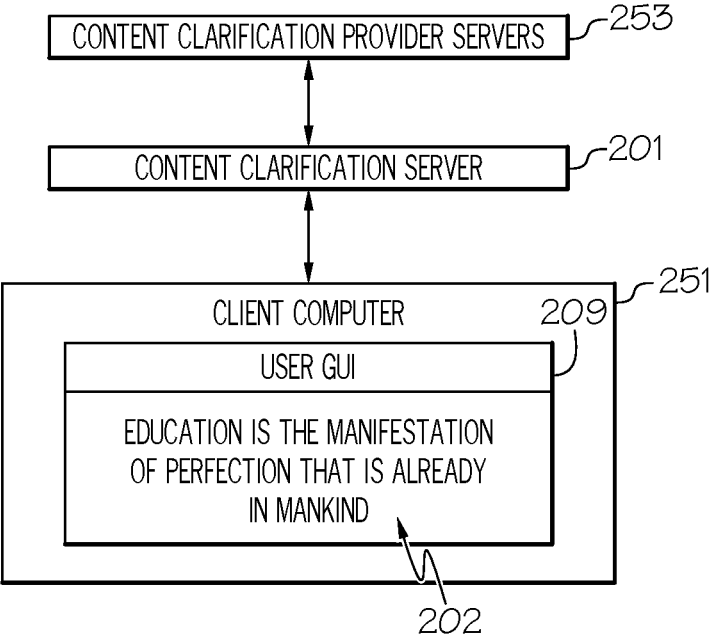 CONTENT CLARIFICATION PROVIDER SERVERS
253
CONTENT CLARIFICATION SERVER
201
251
CLIENT COMPUTER
209
USER GUI
EDUCATION IS THE MANIFESTATION
OF PERFECTION THAT IS ALREADY
IN MANKIND
202